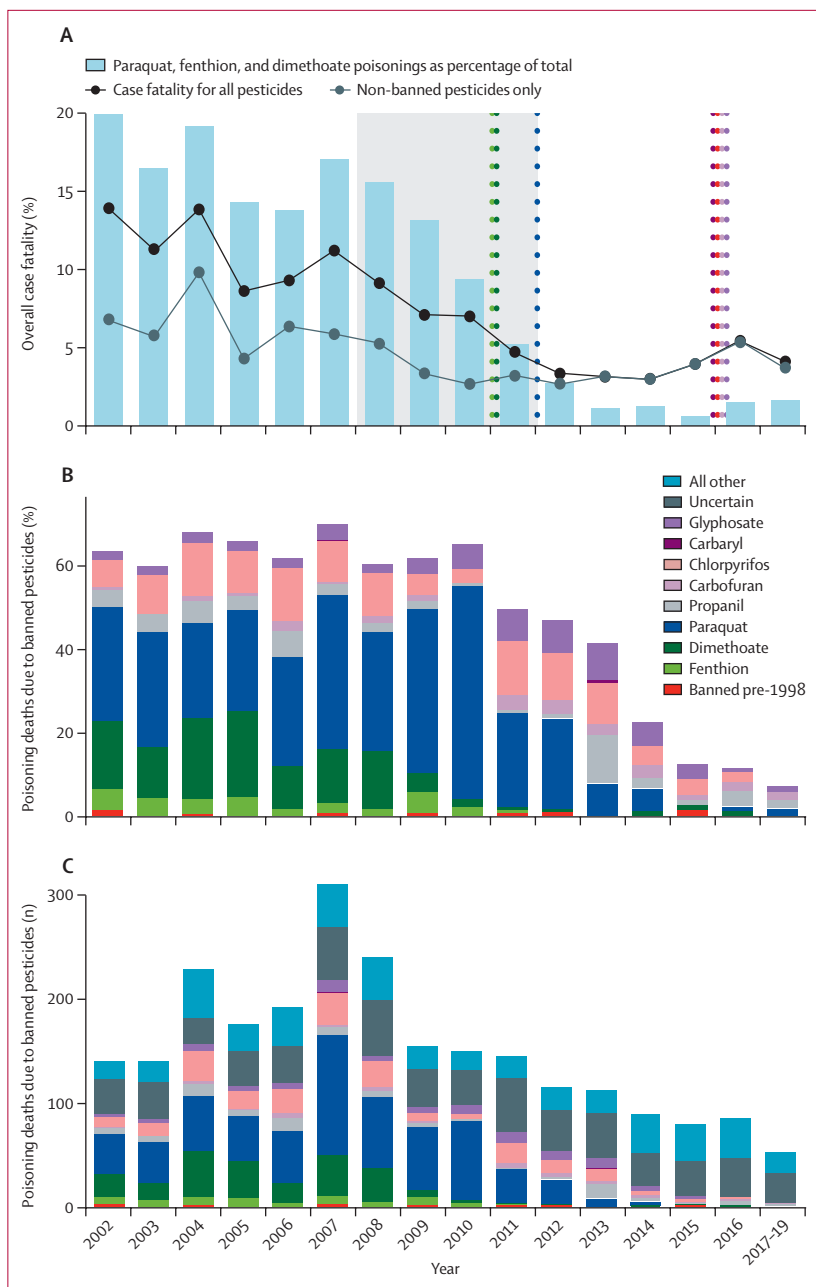 A
Paraquat, fenthion, and dimethoate poisonings as percentage of total
Case fatality for all pesticides Non-banned pesticides only
Overall case fatality (%)
20
15
10
5
0
B
Poisoning deaths due to banned pesticides (%)
60
40
20
0
All other
Uncertain
Glyphosate
Carbaryl
Chlorpyrifos
Carbofuran
Propanil
Paraquat
Dimethoate
Fenthion
Banned pre-1998
C
Poisoning deaths due to banned pesticides (n)
300
200
100
0
2002 2003 2004 2005 2006 2007 2008 2009 2010 2011 2012 2013 2014 2015 2016 2017-19
Year